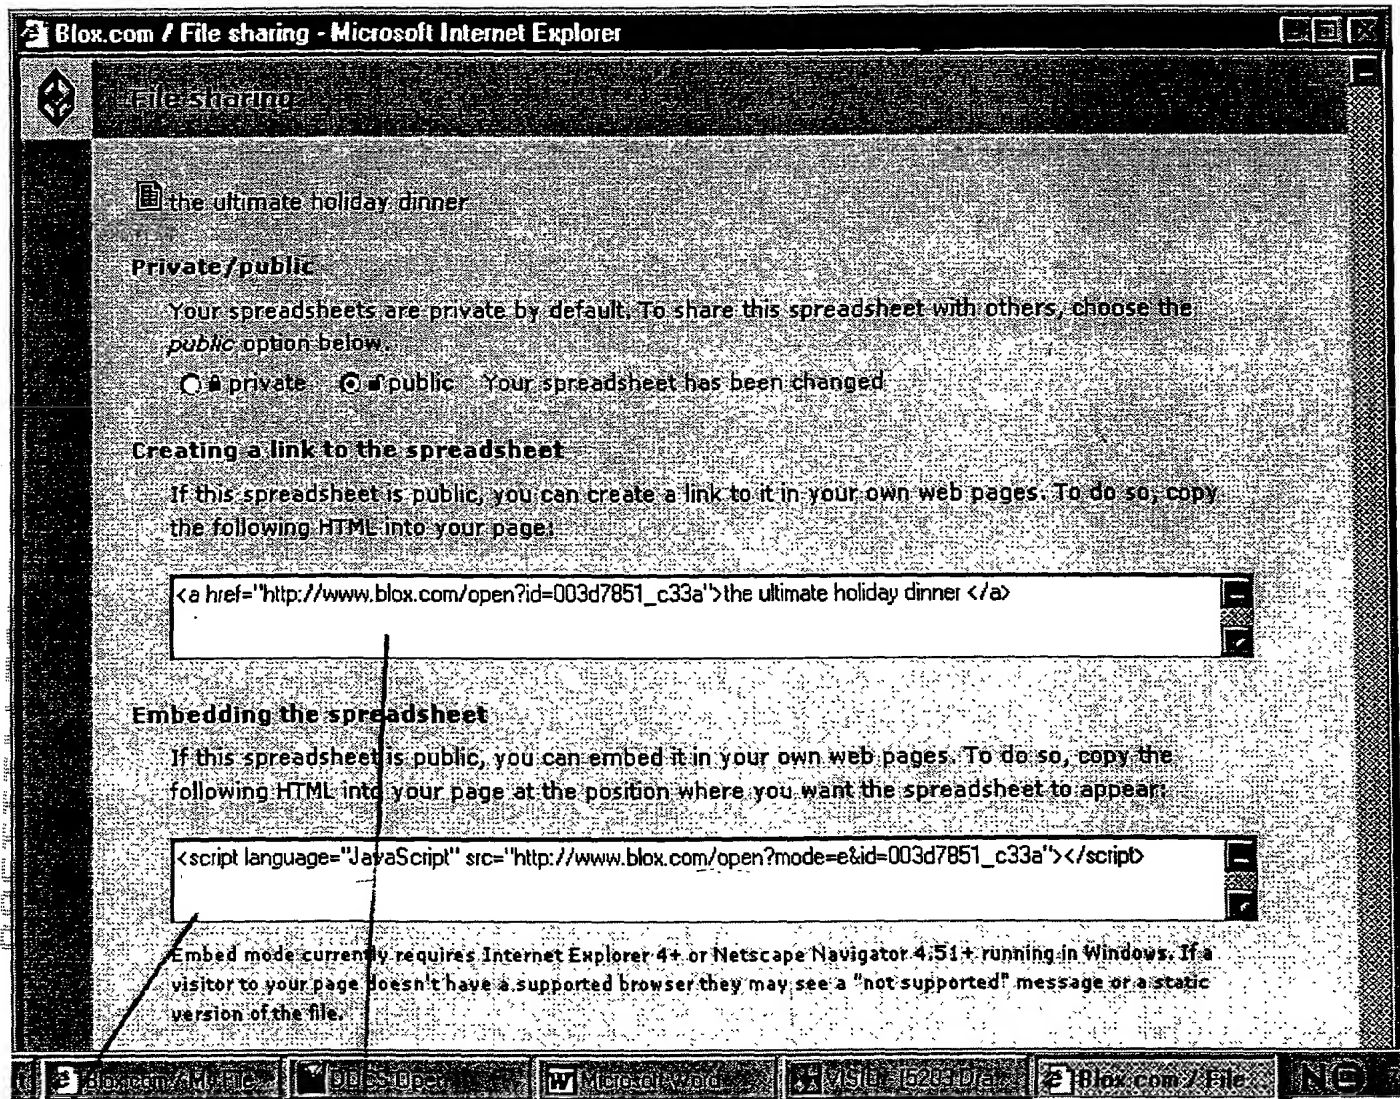 Blox.com / File sharing - Microsoft Internet Explorer
File sharing
the ultimate holiday dinner
Private/public
Your spreadsheets are private by default. To share this spreadsheet with others, choose the
public option below.
private public Your spreadsheet has been changed
Creating a link to the spreadsheet
If this spreadsheet is public, you can create a link to it in your own web pages. To do so, copy
the following HTML into your page:
<a href="http://www.blox.com/open?id=003d7851_c33a">the ultimate holiday dinner </a>
Embedding the spreadsheet
If this spreadsheet is public, you can embed it in your own web pages. To do so, copy the
following HTML into your page at the position where you want the spreadsheet to appear:
<script language="JavaScript" src="http://www.blox.com/open?mode=e&id=003d7851_c33a"></script>
Embed mode currently requires Internet Explorer 4+ or Netscape Navigator 4.51+ running in Windows. If a
visitor to your page doesn't have a supported browser they may see a "not supported" message or a static
version of the file.
Blox.com / My File... Open Microsoft Word Blox.com / File...